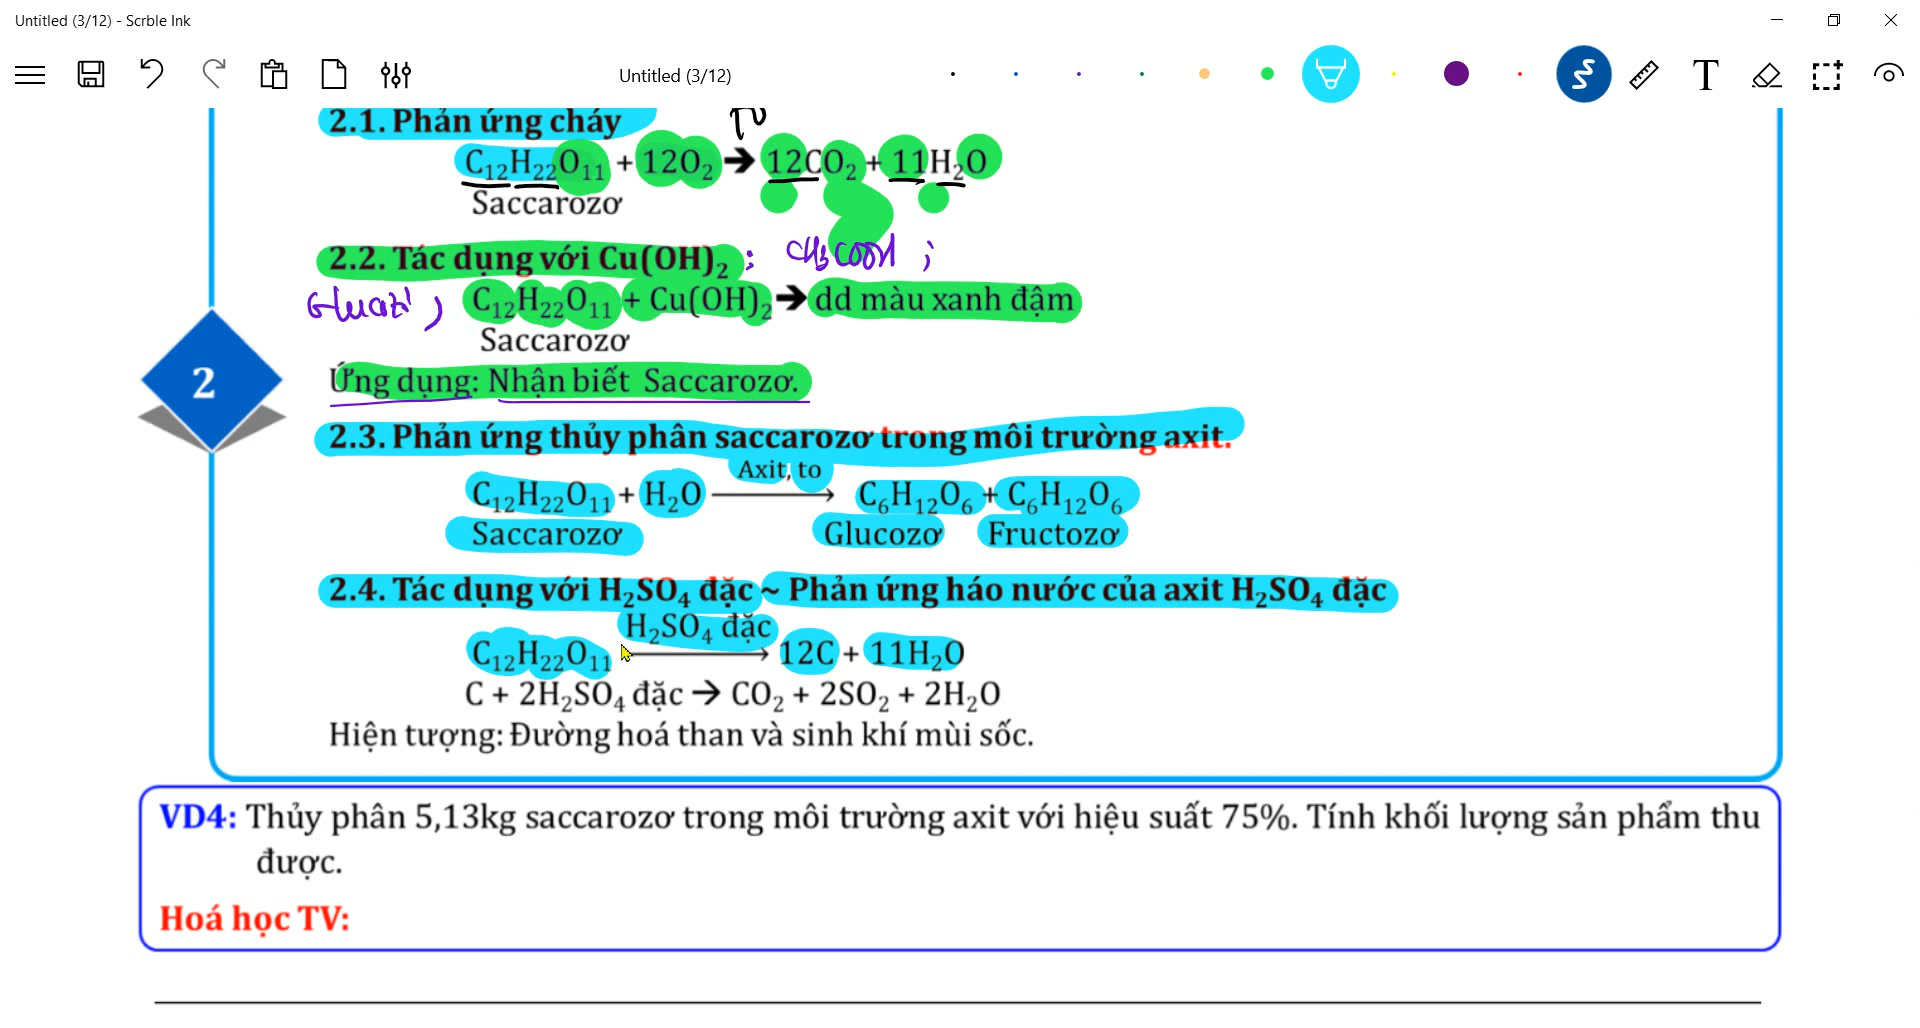 Untitled (3/12) - Scrble Ink
Untitled (3/12)
T
2.1. Phản ứng cháy
C₁₂H₂₂O₁₁ + 12O₂ ➔ 12CO₂ + 11H₂O
Saccarozơ
2.2. Tác dụng với Cu(OH)₂ : CH₃COOH ;
C₁₂H₂₂O₁₁ + Cu(OH)₂ ➔ dd màu xanh đậm
Saccarozơ
2
Ứng dụng: Nhận biết Saccarozơ.
2.3. Phản ứng thủy phân saccarozơ trong môi trường axit.
Axit, to
C₁₂H₂₂O₁₁ + H₂O ⟶ C₆H₁₂O₆ + C₆H₁₂O₆
Saccarozơ Glucozơ Fructozơ
2.4. Tác dụng với H₂SO₄ đặc ~ Phản ứng háo nước của axit H₂SO₄ đặc
H₂SO₄ đặc
C₁₂H₂₂O₁₁ ⟶ 12C + 11H₂O
C + 2H₂SO₄ đặc → CO₂ + 2SO₂ + 2H₂O
Hiện tượng: Đường hoá than và sinh khí mùi sốc.
VD4: Thủy phân 5,13kg saccarozơ trong môi trường axit với hiệu suất 75%. Tính khối lượng sản phẩm thu
được.
Hoá học TV: